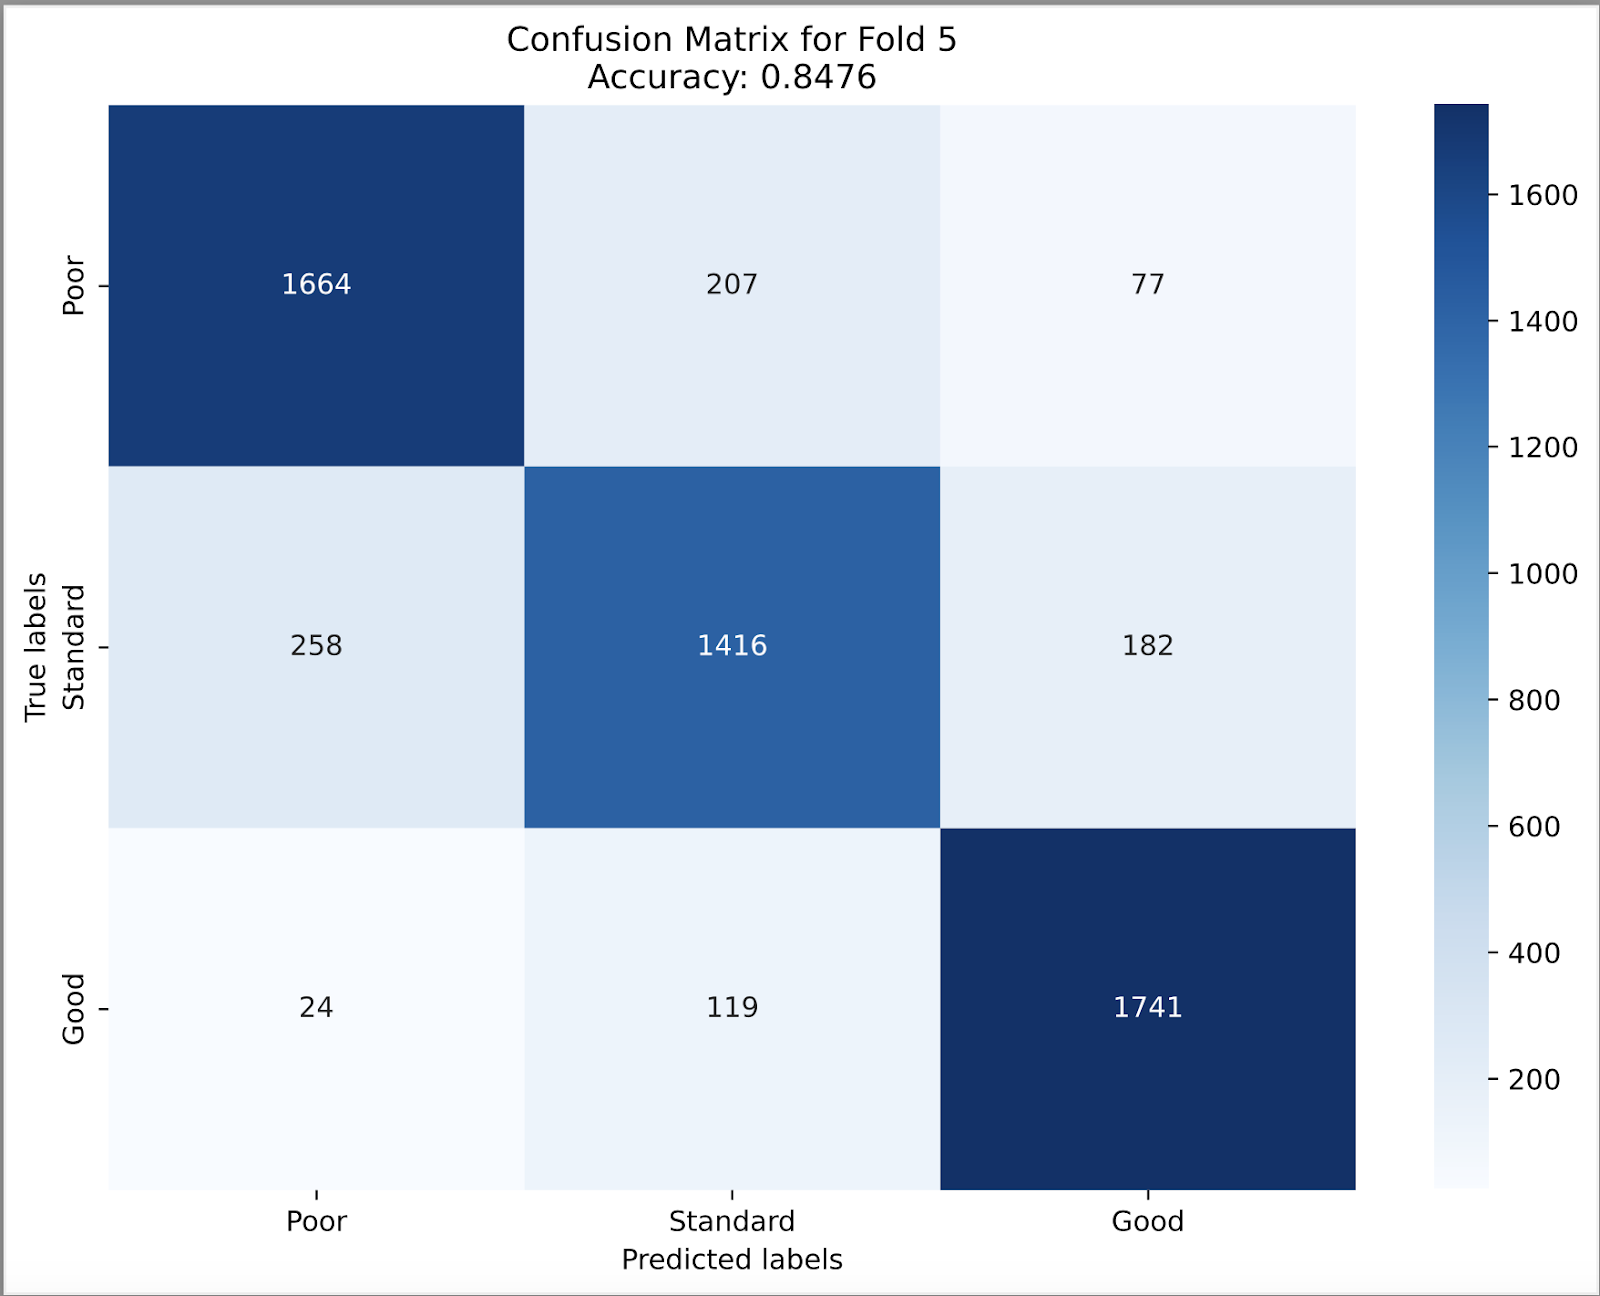 Confusion Matrix for Fold 5
Accuracy: 0.8476
True labels
Poor
1664 207 77
Standard
258 1416 182
Good
24 119 1741
Poor Standard Good
Predicted labels
1600
1400
1200
1000
800
600
400
200